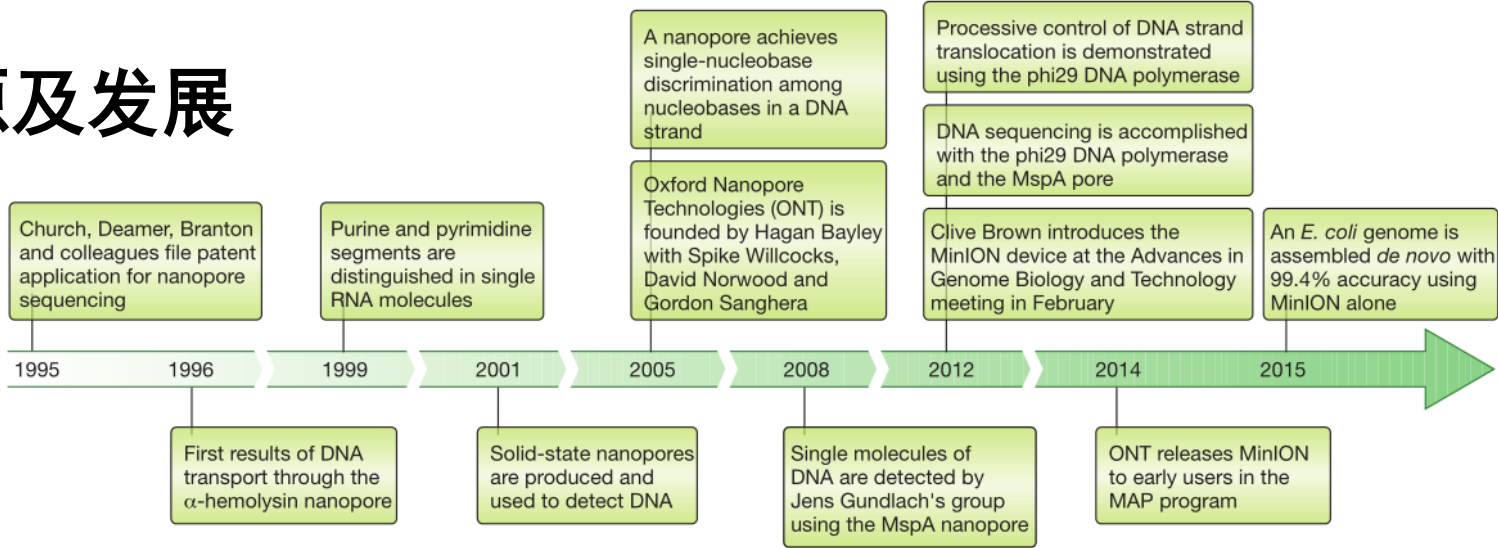 源及发展
A nanopore achieves
single-nucleobase
discrimination among
nucleobases in a DNA
strand
Processive control of DNA strand
translocation is demonstrated
using the phi29 DNA polymerase
DNA sequencing is accomplished
with the phi29 DNA polymerase
and the MspA pore
Church, Deamer, Branton
and colleagues file patent
application for nanopore
sequencing
Purine and pyrimidine
segments are
distinguished in single
RNA molecules
Oxford Nanopore
Technologies (ONT) is
founded by Hagan Bayley
with Spike Willcocks,
David Norwood and
Gordon Sanghera
Clive Brown introduces the
MinION device at the Advances in
Genome Biology and Technology
meeting in February
An E. coli genome is
assembled de novo with
99.4% accuracy using
MinION alone
1995 1996 1999 2001 2005 2008 2012 2014 2015
First results of DNA
transport through the
α-hemolysin nanopore
Solid-state nanopores
are produced and
used to detect DNA
Single molecules of
DNA are detected by
Jens Gundlach's group
using the MspA nanopore
ONT releases MinION
to early users in the
MAP program